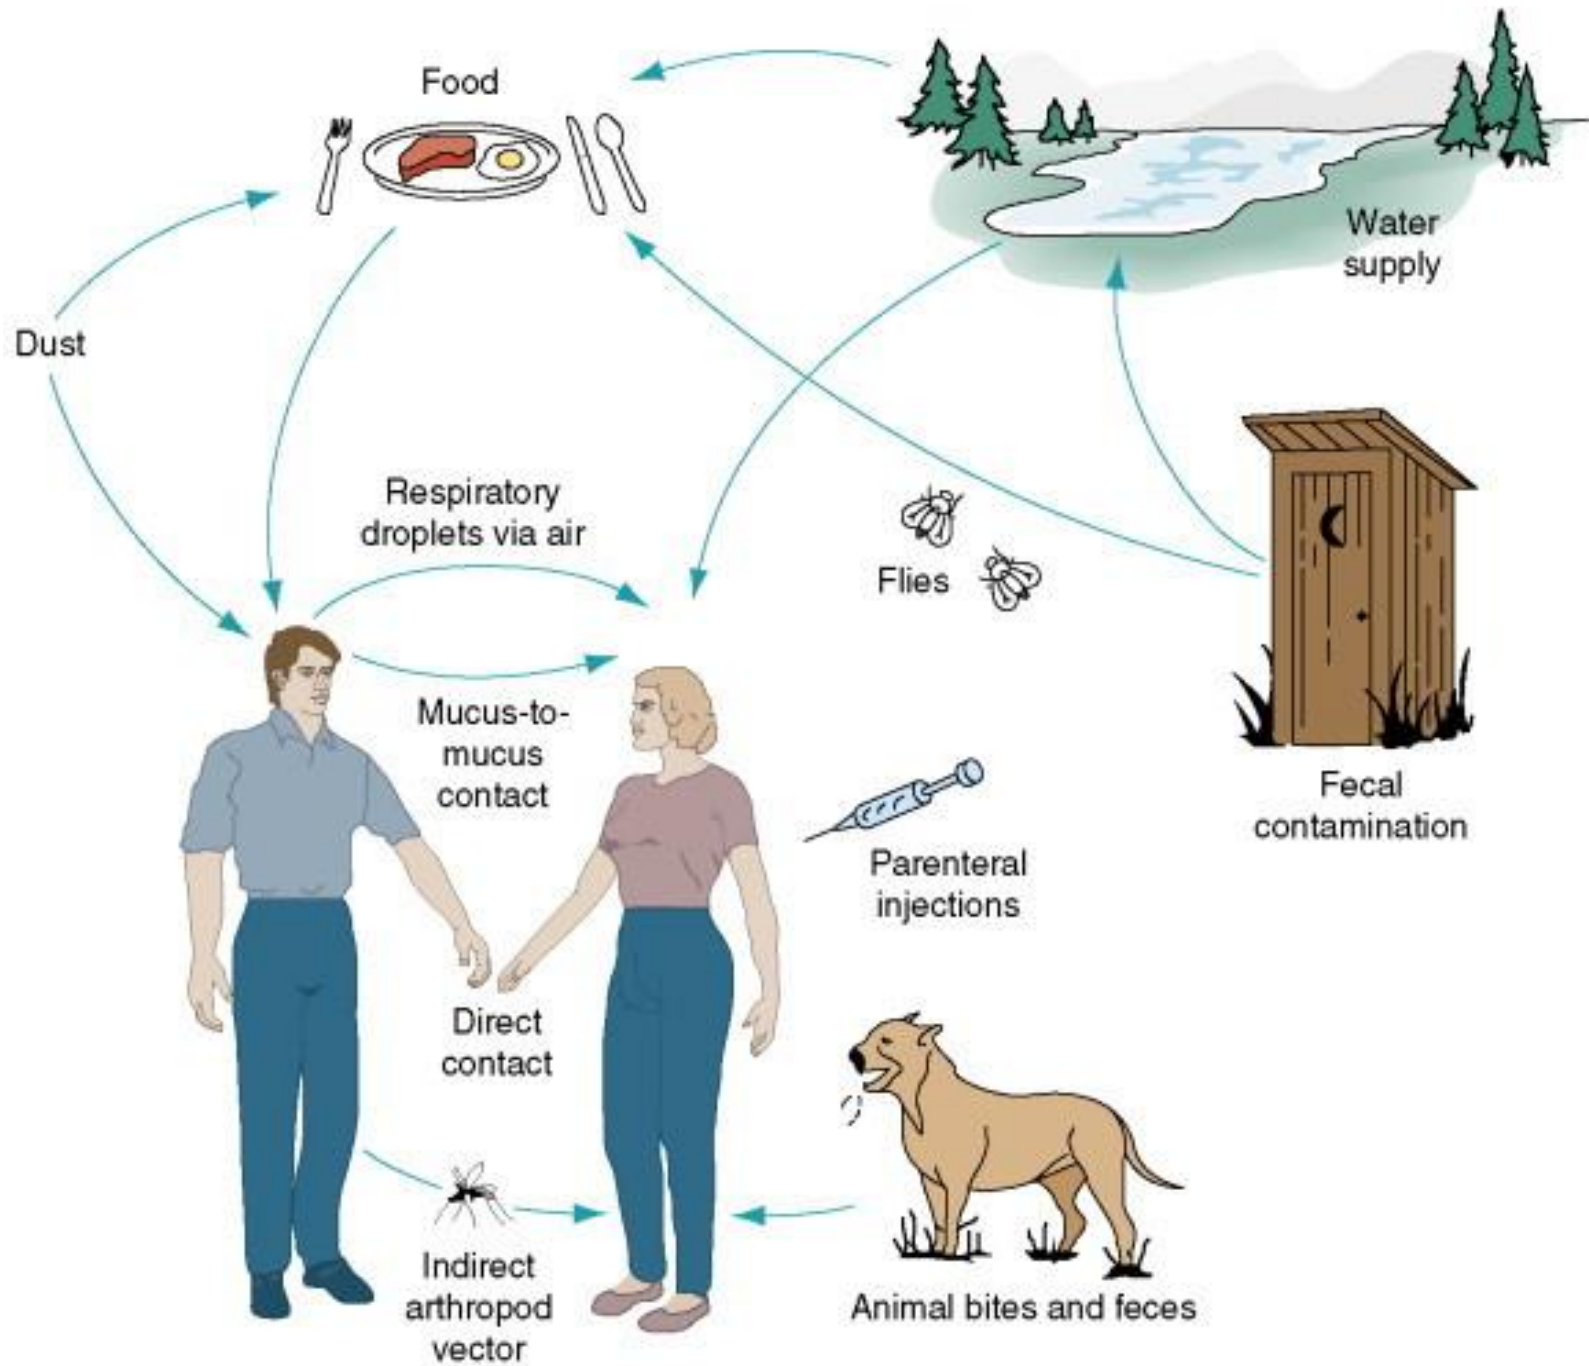 Food
Water
supply
Dust
Respiratory
droplets via air
Flies
Mucus-to-
mucus
contact
Fecal
contamination
Parenteral
injections
Direct
contact
Indirect
arthropod
vector
Animal bites and feces